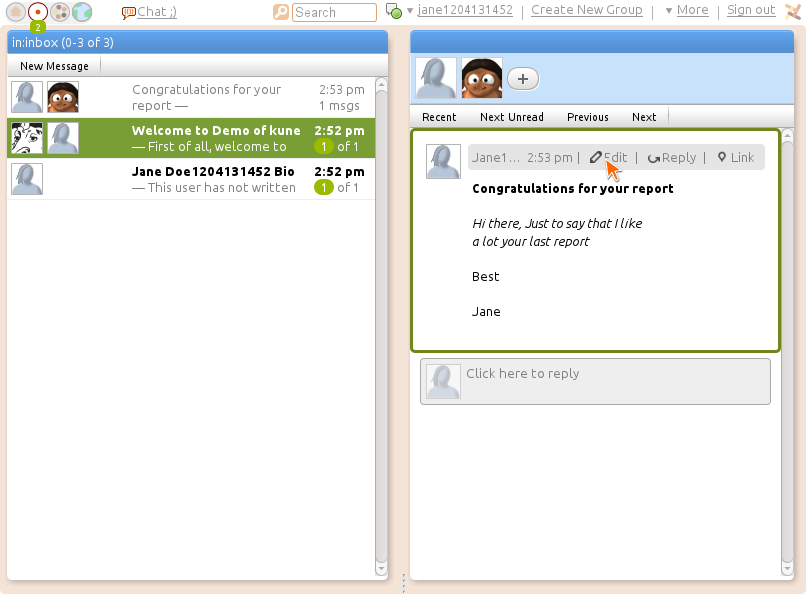 Chat ;)
Search
jane1204131452
Create New Group
More
Sign out
2
in:inbox (0-3 of 3)
New Message
Congratulations for your
report —
2:53 pm
1 msgs
Welcome to Demo of kune
— First of all, welcome to
2:52 pm
1 of 1
Jane Doe1204131452 Bio
— This user has not written
2:52 pm
1 of 1
+
Recent
Next Unread
Previous
Next
Jane1... 2:53 pm | Edit | Reply | Link
Congratulations for your report
Hi there, Just to say that I like
a lot your last report
Best
Jane
Click here to reply